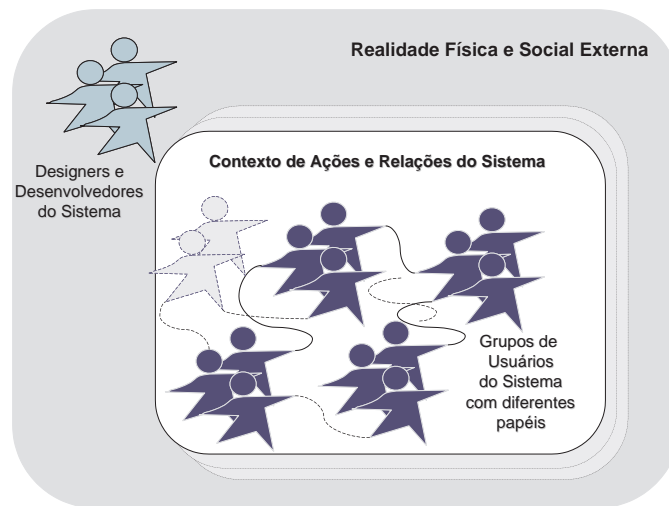 Realidade Física e Social Externa
Designers e
Desenvolvedores
do Sistema
Contexto de Ações e Relações do Sistema
Grupos de
Usuários
do Sistema
com diferentes
papéis